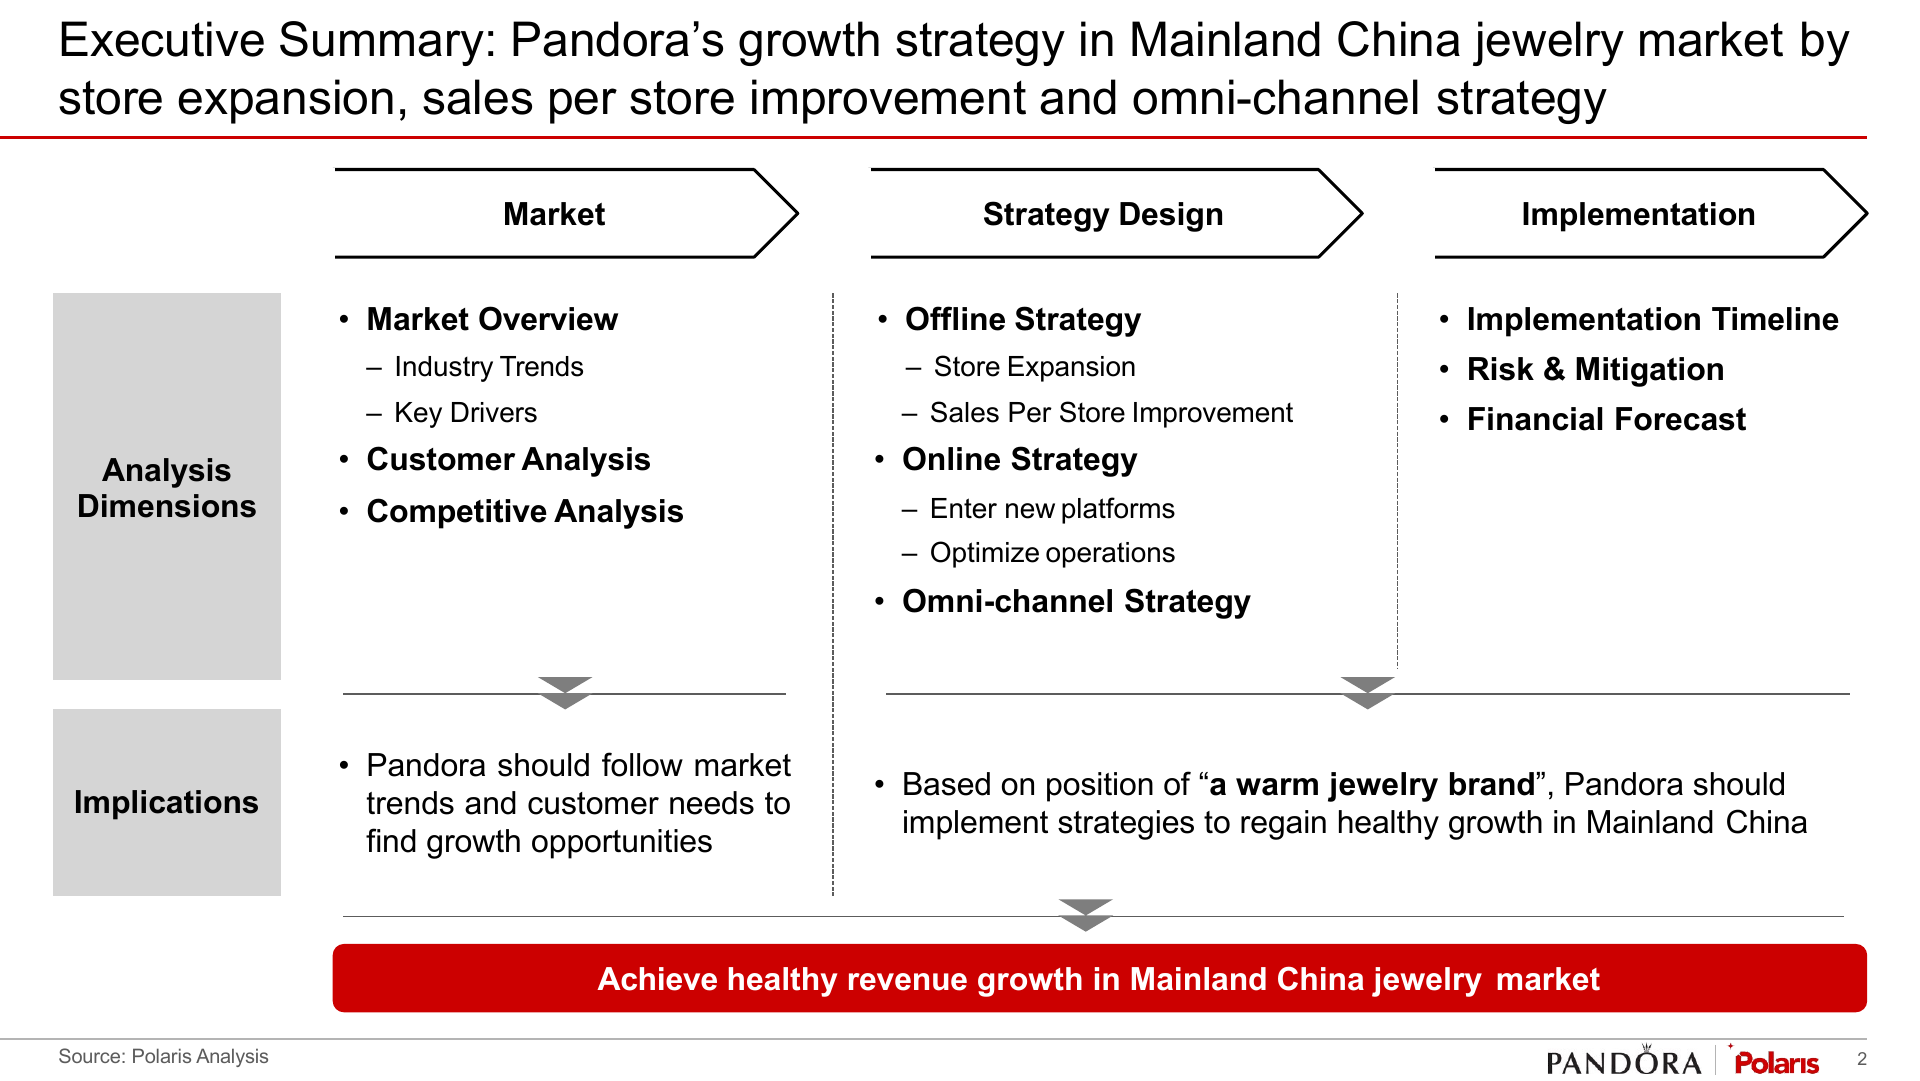 Executive Summary: Pandora’s growth strategy in Mainland China jewelry market by
store expansion, sales per store improvement and omni-channel strategy
Market
Strategy Design
Implementation
Analysis
Dimensions
• Market Overview
– Industry Trends
– Key Drivers
• Customer Analysis
• Competitive Analysis
• Offline Strategy
– Store Expansion
– Sales Per Store Improvement
• Online Strategy
– Enter new platforms
– Optimize operations
• Omni-channel Strategy
• Implementation Timeline
• Risk & Mitigation
• Financial Forecast
Implications
• Pandora should follow market
trends and customer needs to
find growth opportunities
• Based on position of “a warm jewelry brand”, Pandora should
implement strategies to regain healthy growth in Mainland China
Achieve healthy revenue growth in Mainland China jewelry market
Source: Polaris Analysis
PANDORA
Polaris
2